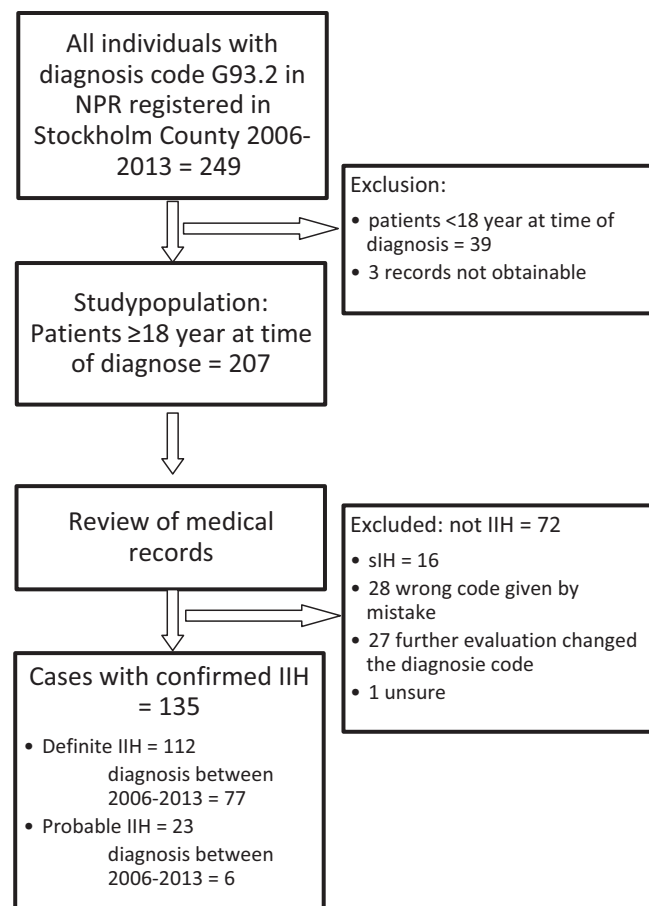 All individuals with
diagnosis code G93.2 in
NPR registered in
Stockholm County 2006-
2013 = 249
Exclusion:
• patients <18 year at time of
diagnosis = 39
• 3 records not obtainable
Studypopulation:
Patients ≥18 year at time
of diagnose = 207
Review of medical
records
Excluded: not IIH = 72
• sIH = 16
• 28 wrong code given by
mistake
• 27 further evaluation changed
the diagnosie code
• 1 unsure
Cases with confirmed IIH
= 135
• Definite IIH = 112
diagnosis between
2006-2013 = 77
• Probable IIH = 23
diagnosis between
2006-2013 = 6